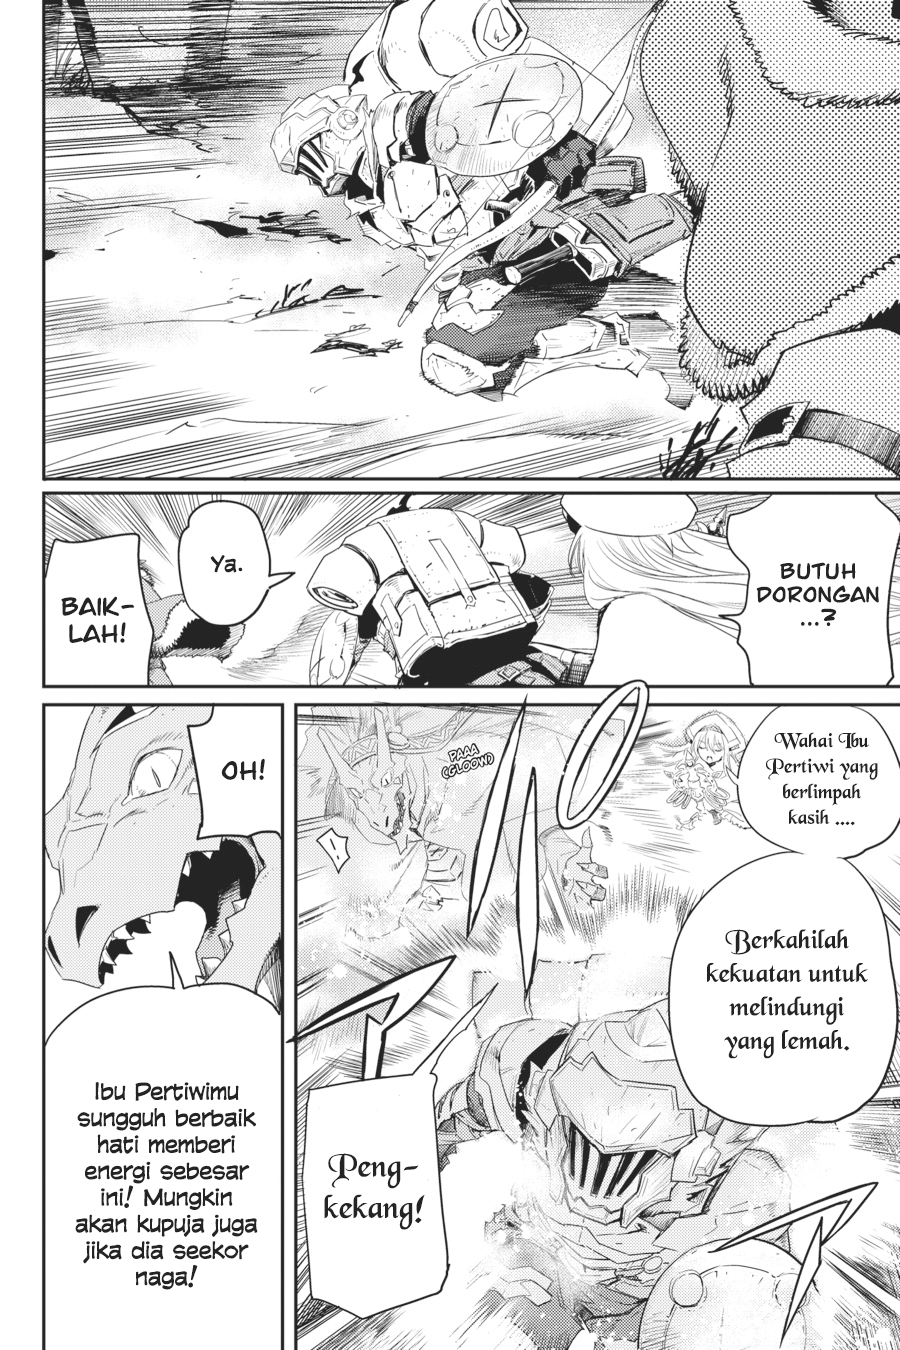 BUTUH
DORONGAN
...?
Ya.
BAIK-
LAH!
Wahai Ibu
Pertiwi yang
berlimpah
kasih ....
Berkahilah
kekuatan untuk
melindungi
yang lemah.
PAAA
(GLOOW)
Peng-
kekang!
OH!
Ibu Pertiwimu
sungguh berbaik
hati memberi
energi sebesar
ini! Mungkin
akan kupuja juga
jika dia seekor
naga!